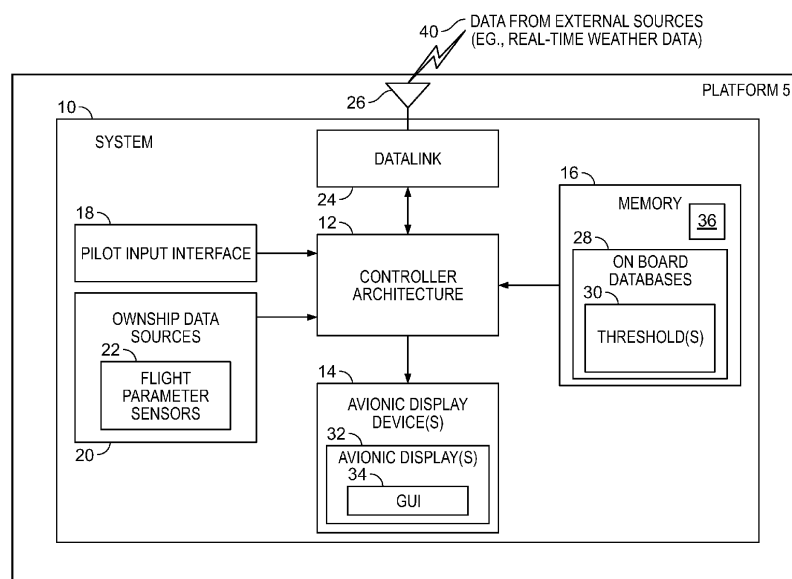 40
DATA FROM EXTERNAL SOURCES
(EG., REAL-TIME WEATHER DATA)
PLATFORM 5
26
10
SYSTEM
DATALINK
24
18
PILOT INPUT INTERFACE
12
CONTROLLER
ARCHITECTURE
16
MEMORY
36
28
ON BOARD
DATABASES
30
THRESHOLD(S)
OWNSHIP DATA
SOURCES
22
FLIGHT
PARAMETER
SENSORS
20
14
AVIONIC DISPLAY
DEVICE(S)
32
AVIONIC DISPLAY(S)
34
GUI